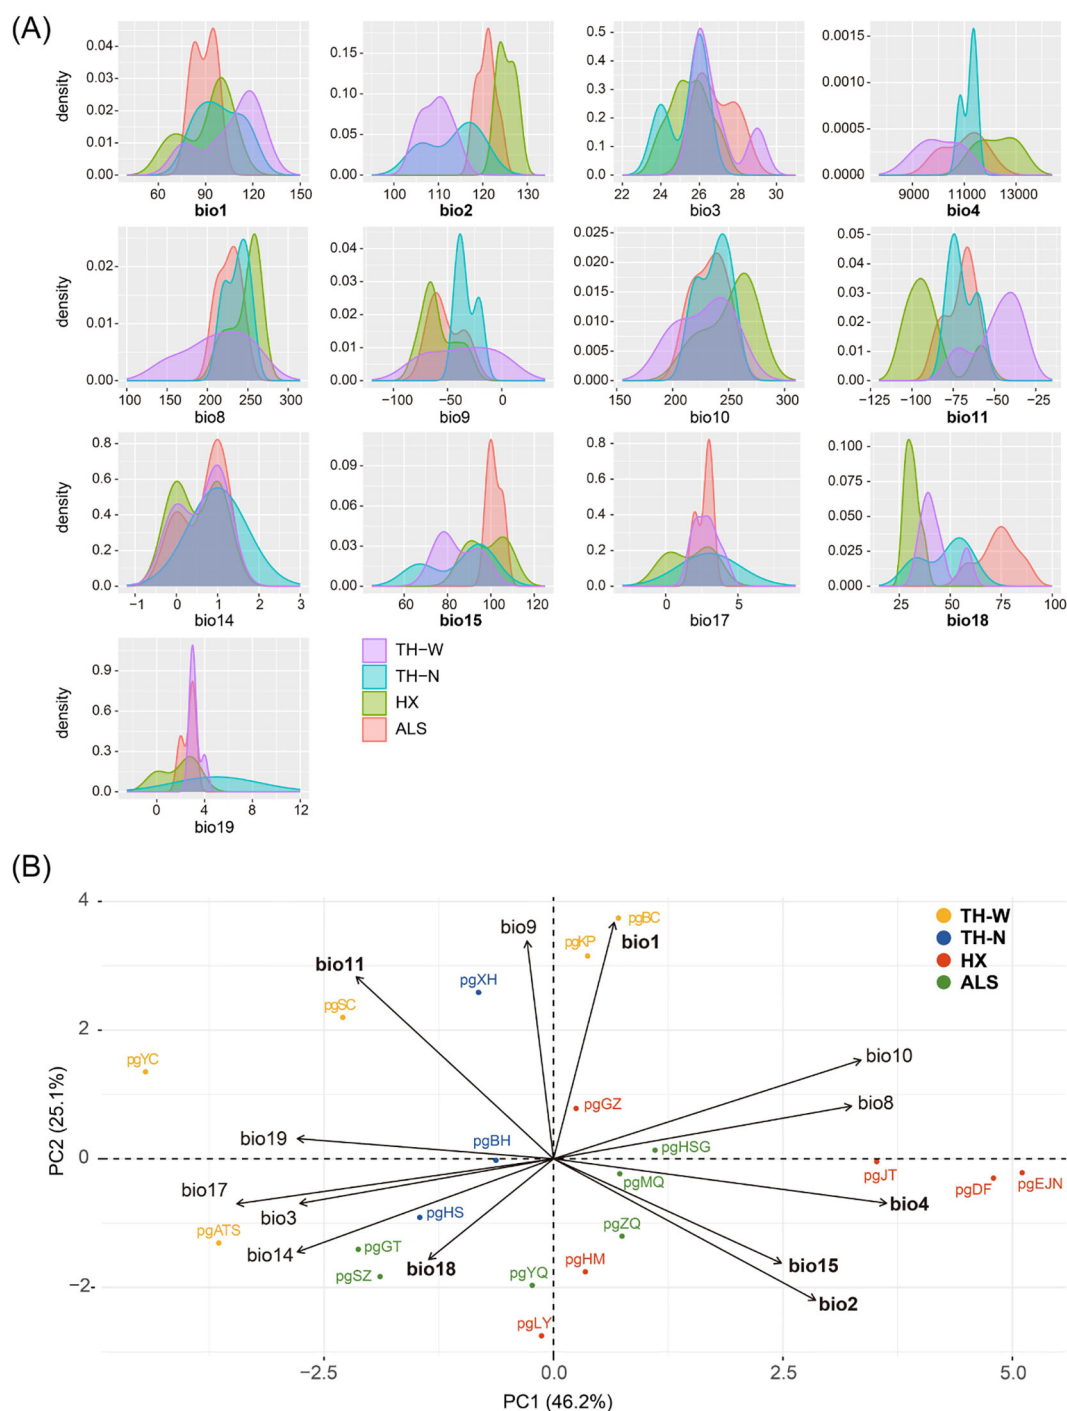 (A)
density
0.04
0.03
0.02
0.01
0.00
60 90 120 150
bio1
0.15
0.10
0.05
0.00
100 110 120 130
bio2
0.5
0.4
0.3
0.2
0.1
0.0
22 24 26 28 30
bio3
0.0015
0.0010
0.0005
0.0000
9000 11000 13000
bio4
density
0.02
0.01
0.00
100 150 200 250 300
bio8
0.04
0.03
0.02
0.01
0.00
−100 −50 0
bio9
0.025
0.020
0.015
0.010
0.005
0.000
150 200 250 300
bio10
0.05
0.04
0.03
0.02
0.01
0.00
−125 −100 −75 −50 −25
bio11
density
0.8
0.6
0.4
0.2
0.0
−1 0 1 2 3
bio14
0.09
0.06
0.03
0.00
60 80 100 120
bio15
0.8
0.6
0.4
0.2
0.0
0 5
bio17
0.100
0.075
0.050
0.025
0.000
25 50 75 100
bio18
density
0.9
0.6
0.3
0.0
0 4 8 12
bio19
TH−W
TH−N
HX
ALS
(B)
PC2 (25.1%)
4
2
0
−2
TH-W
TH-N
HX
ALS
pgBC
bio9
bio1
pgKP
bio11
pgXH
pgSC
pgYC
bio10
bio8
pgGZ
bio19
pgBH
pgHSG
pgMQ
pgJT
pgDF
pgEJN
bio17
bio3
bio4
pgHS
pgATS
bio14
pgGT
pgZQ
pgSZ
bio18
pgYQ
pgHM
bio15
bio2
pgLY
−2.5 0.0 2.5 5.0
PC1 (46.2%)